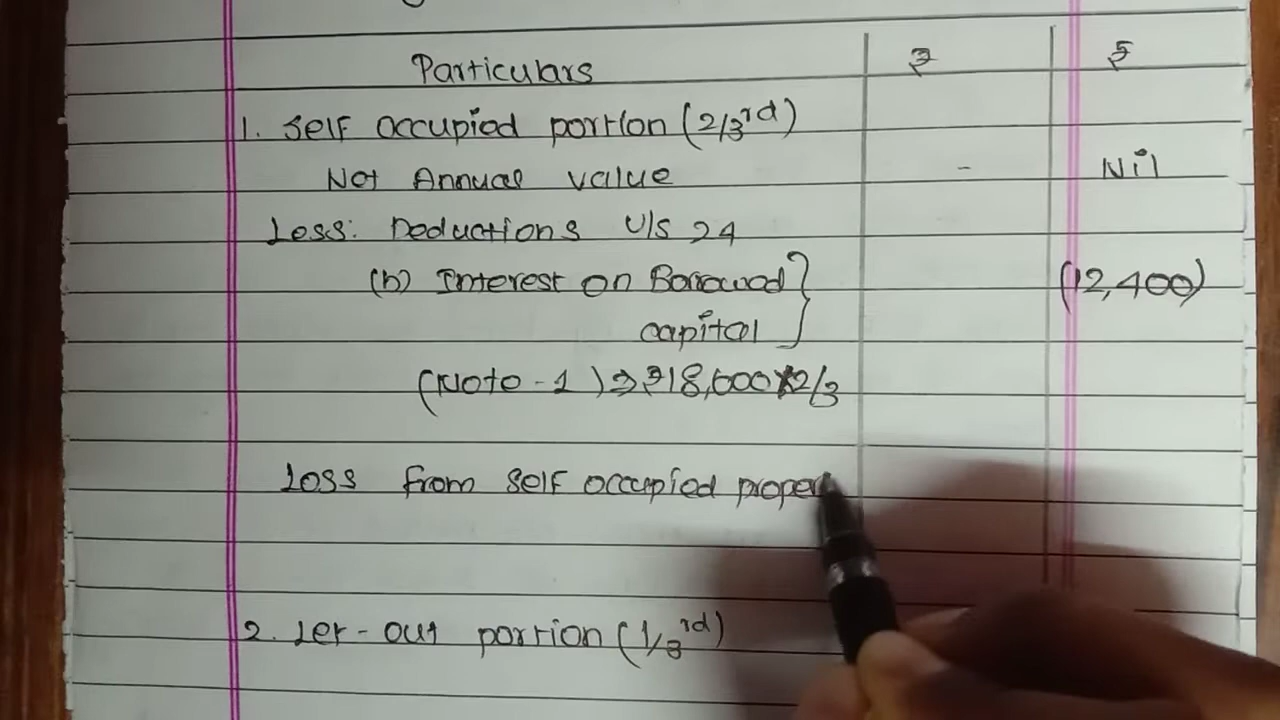 Particulars ₹ ₹
1. Self occupied portion (2/3rd)
Net Annual value - Nil
Less: Deductions U/S 24
(b) Interest on Borrowed } (12,400)
capital
(Note - 1) ⇒ ₹18,600 × 2/3
Loss from self occupied proper
2. Let-out portion (1/3rd)